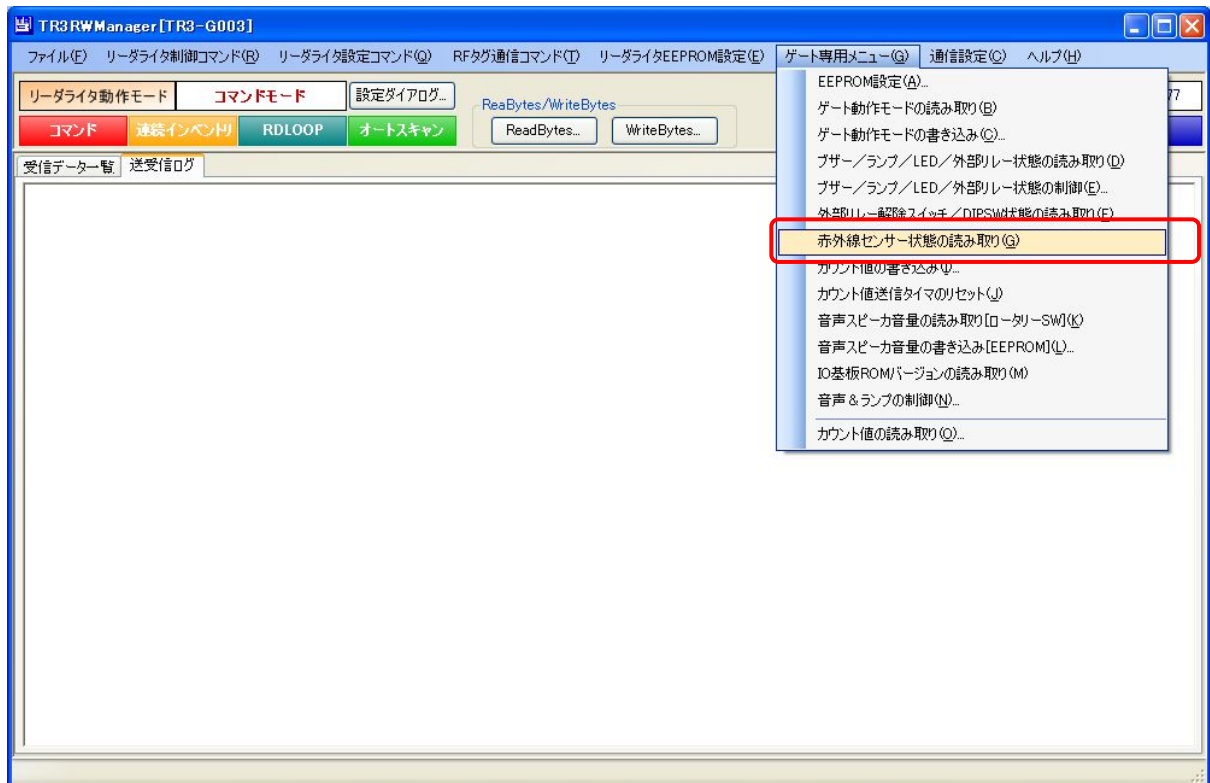 TR3RWManager[TR3-G003]
ファイル(F) リーダライタ制御コマンド(R) リーダライタ設定コマンド(Q) RFタグ通信コマンド(T) リーダライタEEPROM設定(E) ゲート専用メニュー(G) 通信設定(C) ヘルプ(H)
リーダライタ動作モード コマンドモード 設定ダイアログ...
ReaBytes/WriteBytes
コマンド 連続インベントリ RDLOOP オートスキャン ReadBytes... WriteBytes...
77
受信データ一覧 送受信ログ
EEPROM設定(A)...
ゲート動作モードの読み取り(B)
ゲート動作モードの書き込み(C)...
ブザー／ランプ／LED／外部リレー状態の読み取り(D)
ブザー／ランプ／LED／外部リレー状態の制御(E)...
外部リレー解除スイッチ／DIPSW状態の読み取り(F)
赤外線センサー状態の読み取り(G)
カウント値の書き込み(I)...
カウント値送信タイマのリセット(J)
音声スピーカ音量の読み取り[ロータリーSW](K)
音声スピーカ音量の書き込み[EEPROM](L)...
IO基板ROMバージョンの読み取り(M)
音声＆ランプの制御(N)...
カウント値の読み取り(O)...